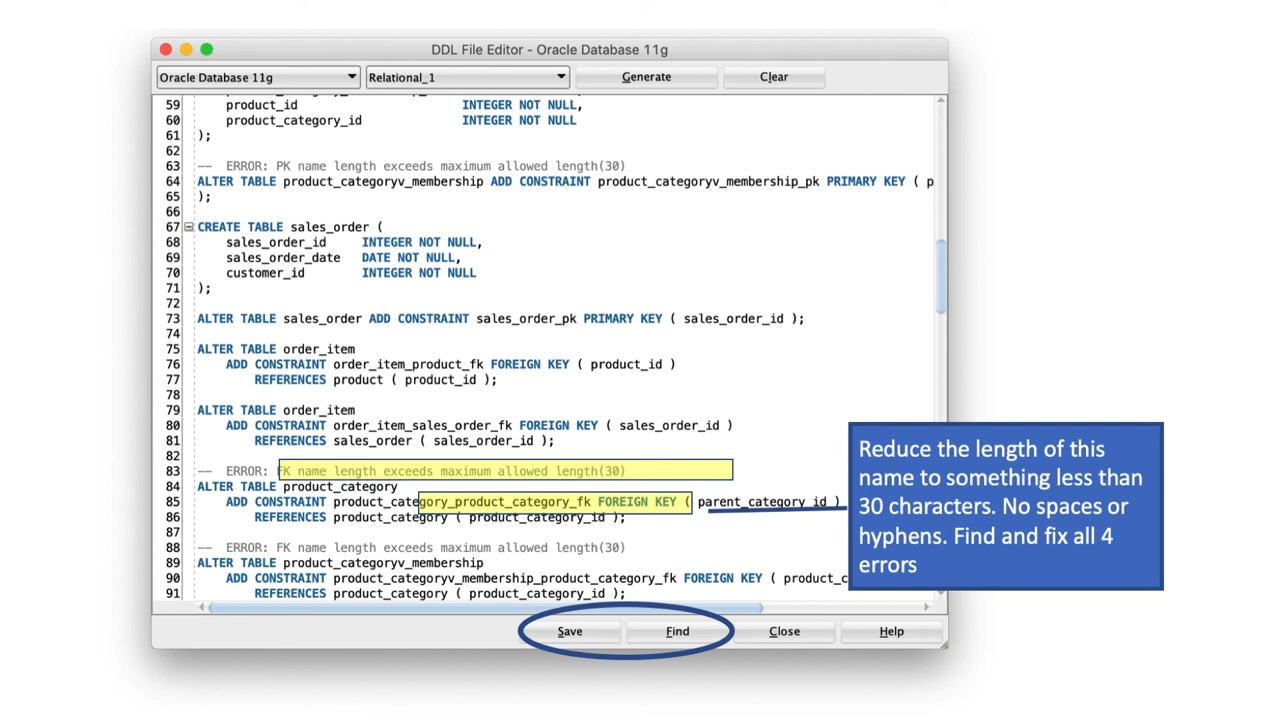 DDL File Editor - Oracle Database 11g
Oracle Database 11g Relational_1 Generate Clear
59 product_id INTEGER NOT NULL,
60 product_category_id INTEGER NOT NULL
61 );
62
63 -- ERROR: PK name length exceeds maximum allowed length(30)
64 ALTER TABLE product_categoryv_membership ADD CONSTRAINT product_categoryv_membership_pk PRIMARY KEY ( p
65 );
66
67 CREATE TABLE sales_order (
68 sales_order_id INTEGER NOT NULL,
69 sales_order_date DATE NOT NULL,
70 customer_id INTEGER NOT NULL
71 );
72
73 ALTER TABLE sales_order ADD CONSTRAINT sales_order_pk PRIMARY KEY ( sales_order_id );
74
75 ALTER TABLE order_item
76 ADD CONSTRAINT order_item_product_fk FOREIGN KEY ( product_id )
77 REFERENCES product ( product_id );
78
79 ALTER TABLE order_item
80 ADD CONSTRAINT order_item_sales_order_fk FOREIGN KEY ( sales_order_id )
81 REFERENCES sales_order ( sales_order_id );
82
83 -- ERROR: FK name length exceeds maximum allowed length(30)
84 ALTER TABLE product_category
85 ADD CONSTRAINT product_category_product_category_fk FOREIGN KEY ( parent_category_id )
86 REFERENCES product_category ( product_category_id );
87
88 -- ERROR: FK name length exceeds maximum allowed length(30)
89 ALTER TABLE product_categoryv_membership
90 ADD CONSTRAINT product_categoryv_membership_product_category_fk FOREIGN KEY ( product_c
91 REFERENCES product_category ( product_category_id );
Reduce the length of this
name to something less than
30 characters. No spaces or
hyphens. Find and fix all 4
errors
Save Find Close Help